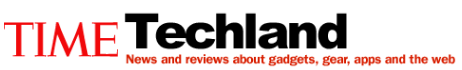 TIME Techland
News and reviews about gadgets, gear, apps and the web